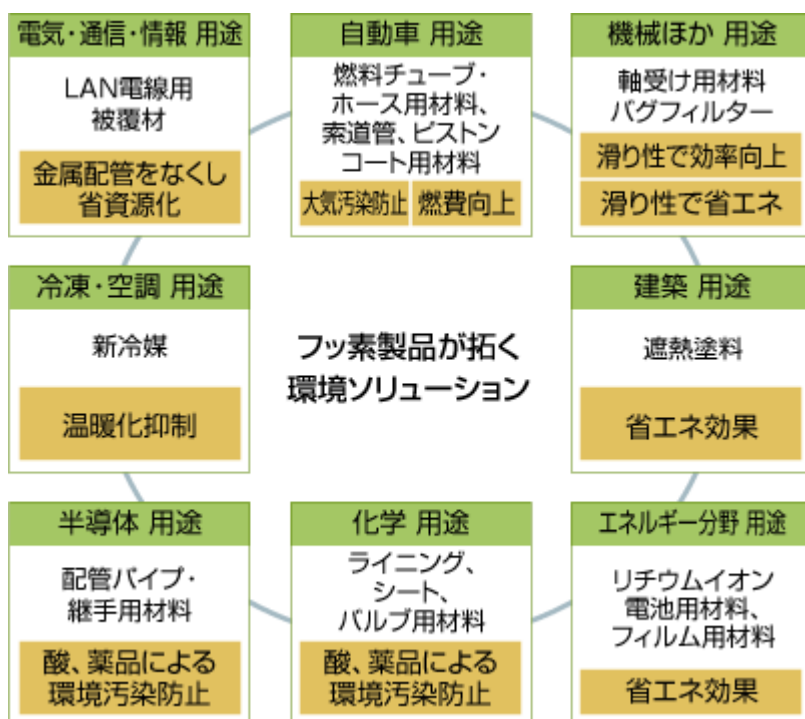 電気・通信・情報 用途
LAN電線用
被覆材
金属配管をなくし
省資源化
自動車 用途
燃料チューブ・
ホース用材料、
索道管、ピストン
コート用材料
大気汚染防止
燃費向上
機械ほか 用途
軸受け用材料
バグフィルター
滑り性で効率向上
滑り性で省エネ
冷凍・空調 用途
新冷媒
温暖化抑制
フッ素製品が拓く
環境ソリューション
建築 用途
遮熱塗料
省エネ効果
半導体 用途
配管パイプ・
継手用材料
酸、薬品による
環境汚染防止
化学 用途
ライニング、
シート、
バルブ用材料
酸、薬品による
環境汚染防止
エネルギー分野 用途
リチウムイオン
電池用材料、
フィルム用材料
省エネ効果